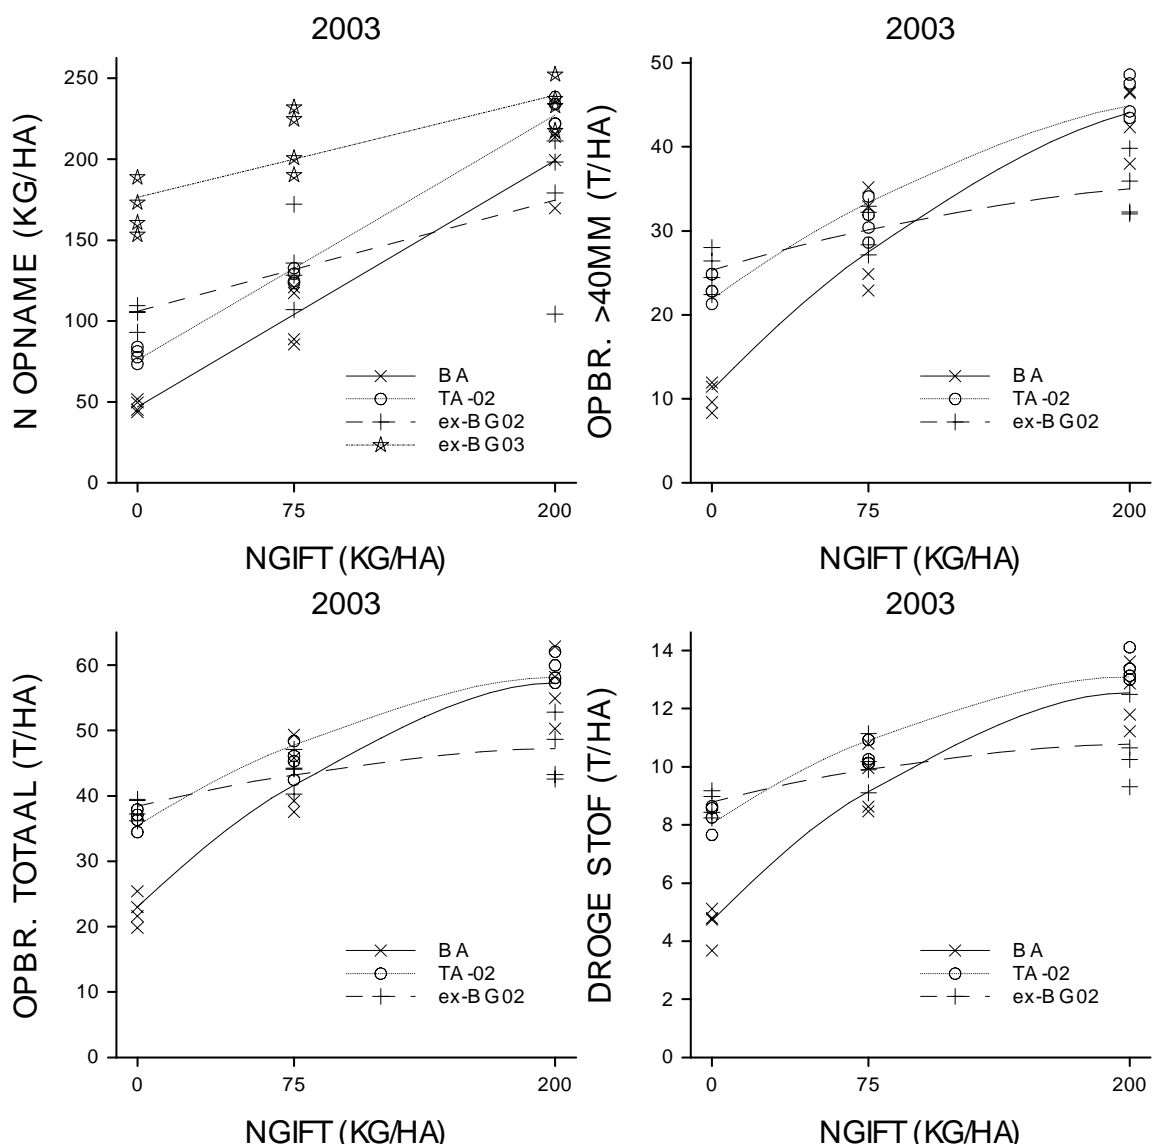 2003
N OPNAME (KG/HA)
250
200
150
100
50
0
BA
TA-02
ex-BG02
ex-BG03
0 75 200
NGIFT (KG/HA)
2003
OPBR. >40MM (T/HA)
50
40
30
20
10
0
BA
TA-02
ex-BG02
0 75 200
NGIFT (KG/HA)
2003
OPBR. TOTAAL (T/HA)
60
50
40
30
20
10
0
BA
TA-02
ex-BG02
0 75 200
NGIFT (KG/HA)
2003
DROGE STOF (T/HA)
14
12
10
8
6
4
2
0
BA
TA-02
ex-BG02
0 75 200
NGIFT (KG/HA)